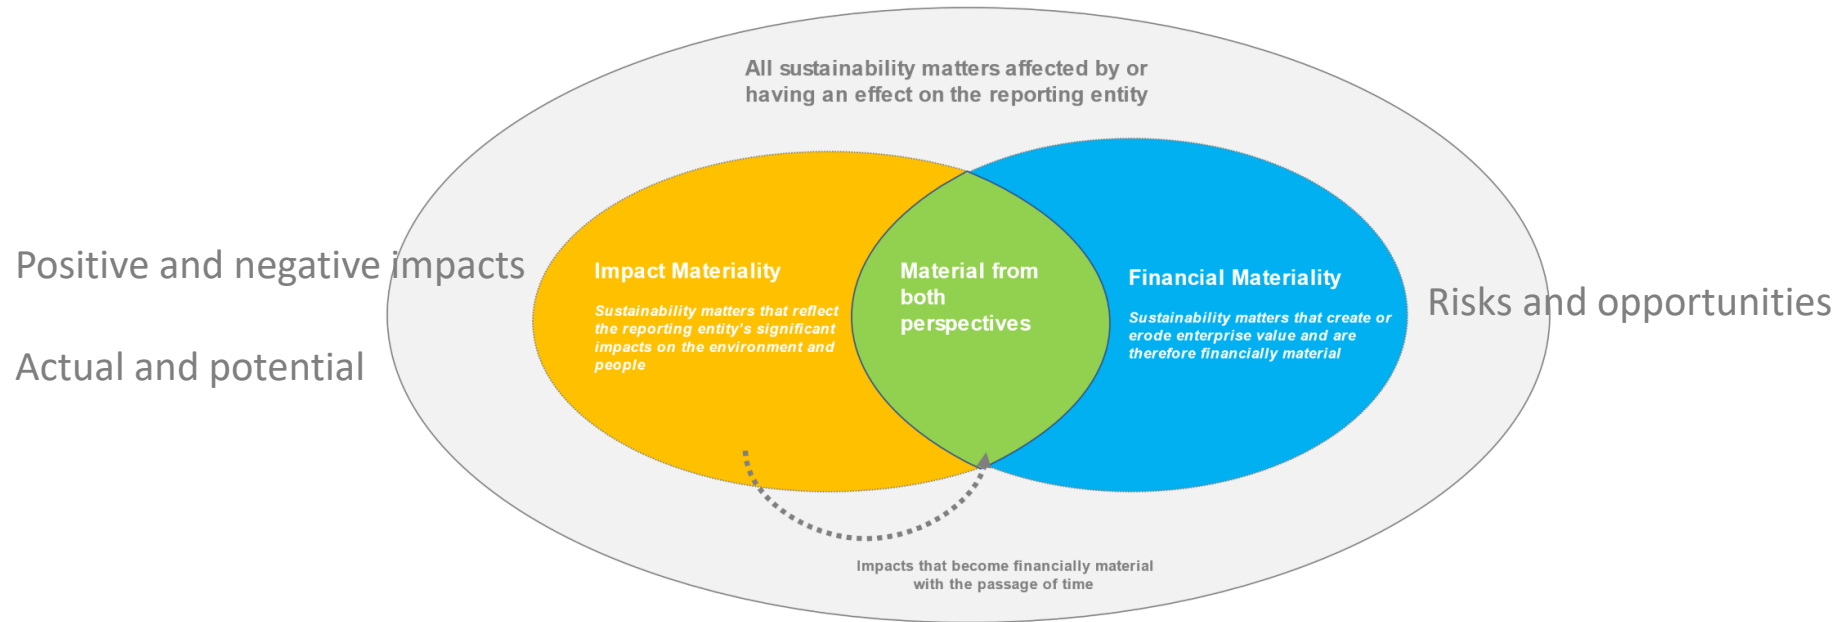 All sustainability matters affected by or
having an effect on the reporting entity
Positive and negative impacts
Actual and potential
Impact Materiality
Sustainability matters that reflect
the reporting entity's significant
impacts on the environment and
people
Material from
both
perspectives
Financial Materiality
Sustainability matters that create or
erode enterprise value and are
therefore financially material
Risks and opportunities
Impacts that become financially material
with the passage of time